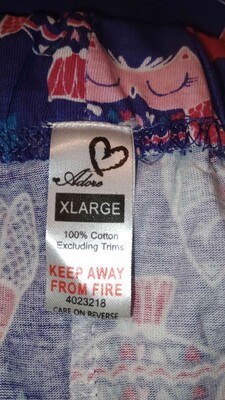 Adore
XLARGE
100% Cotton
Excluding Trims
KEEP AWAY
FROM FIRE
4023218
CARE ON REVERSE